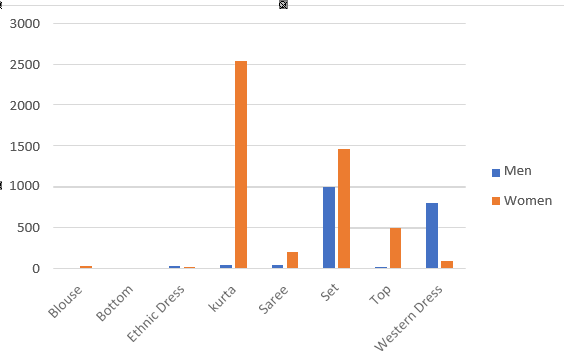 3000
2500
2000
1500
1000
500
0
Blouse
Bottom
Ethnic Dress
kurta
Saree
Set
Top
Western Dress
Men
Women